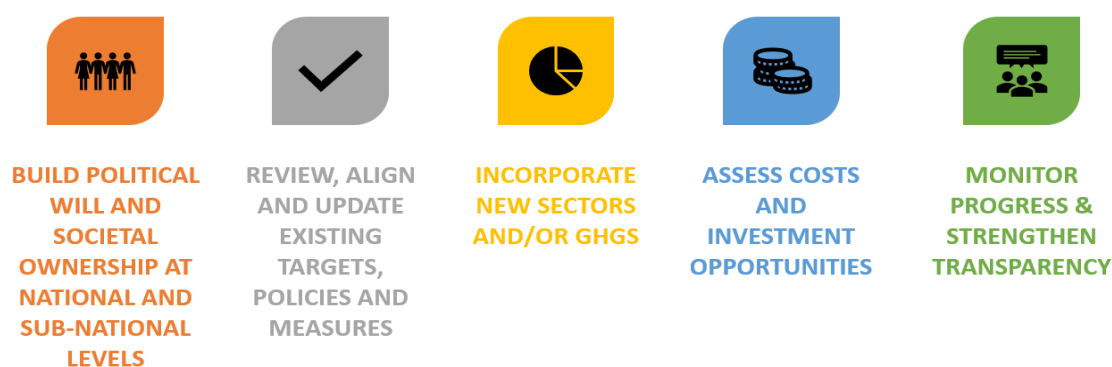 BUILD POLITICAL
WILL AND
SOCIETAL
OWNERSHIP AT
NATIONAL AND
SUB-NATIONAL
LEVELS
REVIEW, ALIGN
AND UPDATE
EXISTING
TARGETS,
POLICIES AND
MEASURES
INCORPORATE
NEW SECTORS
AND/OR GHGS
ASSESS COSTS
AND
INVESTMENT
OPPORTUNITIES
MONITOR
PROGRESS &
STRENGTHEN
TRANSPARENCY